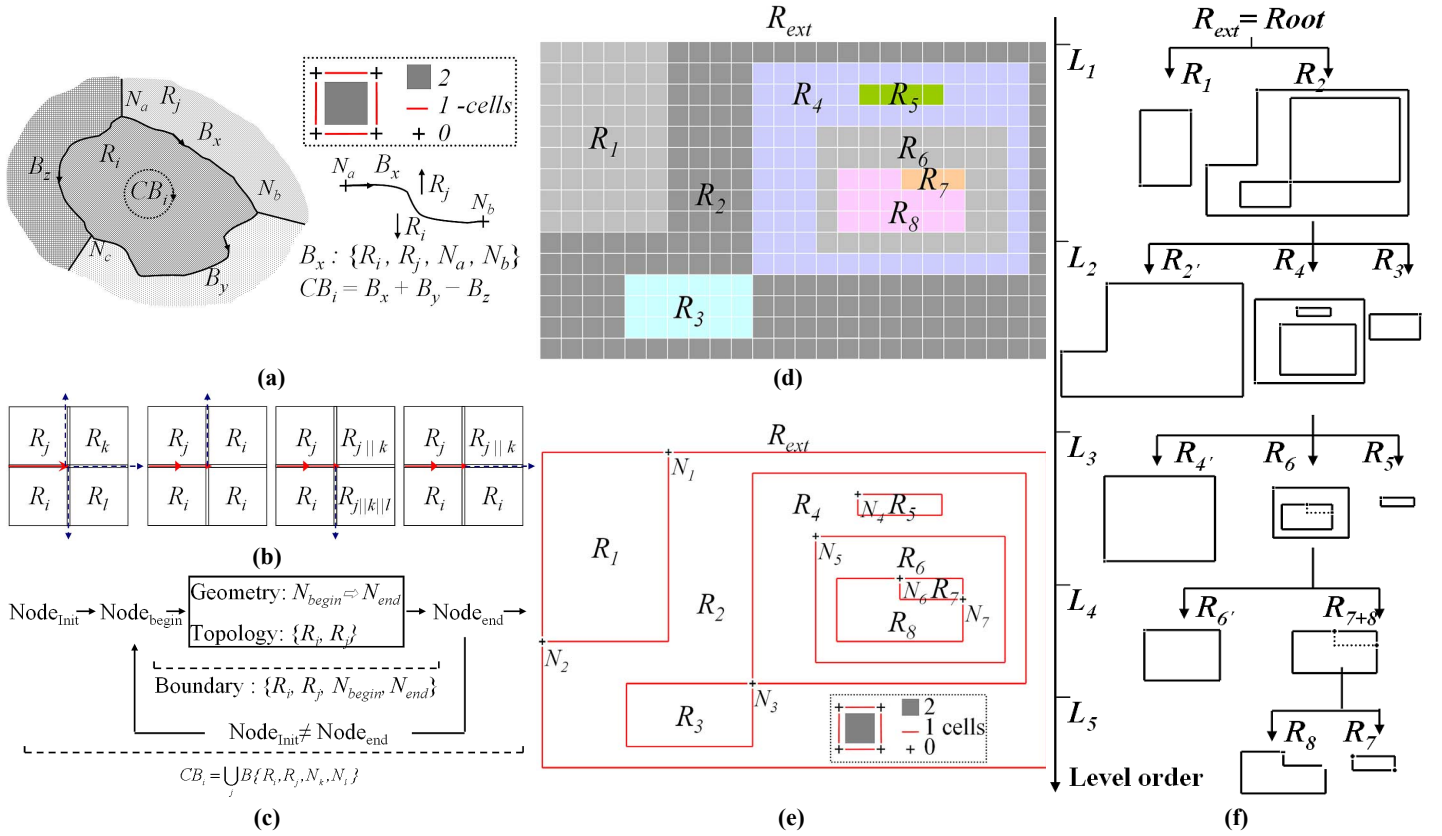 N_a
R_j
B_x
R_i
B_z
CB_i
N_b
N_c
B_y
2
1 -cells
0
N_a
B_x
R_j
N_b
R_i
B_x : {R_i, R_j, N_a, N_b}
CB_i = B_x + B_y − B_z
(a)
R_j
R_k
R_i
R_l
R_j
R_i
R_i
R_i
R_j
R_{j||k}
R_i
R_{j||k||l}
R_j
R_{j||k}
R_i
R_i
(b)
Node_Init
Node_begin
Geometry: N_begin ⇨ N_end
Topology: {R_i, R_j}
Node_end
Boundary : {R_i, R_j, N_begin, N_end}
Node_Init ≠ Node_end
CB_i = ⋃_j B{R_i, R_j, N_k, N_l}
(c)
R_ext
R_1
R_2
R_3
R_4
R_5
R_6
R_7
R_8
(d)
R_ext
N_1
R_4
N_4
R_5
R_1
N_5
R_6
R_2
N_6
R_7
R_8
N_7
N_2
N_3
R_3
2
1 cells
0
(e)
R_ext = Root
L_1
R_1
R_2
L_2
R_2'
R_4
R_3
L_3
R_4'
R_6
R_5
L_4
R_6'
R_7+8
L_5
R_8
R_7
Level order
(f)